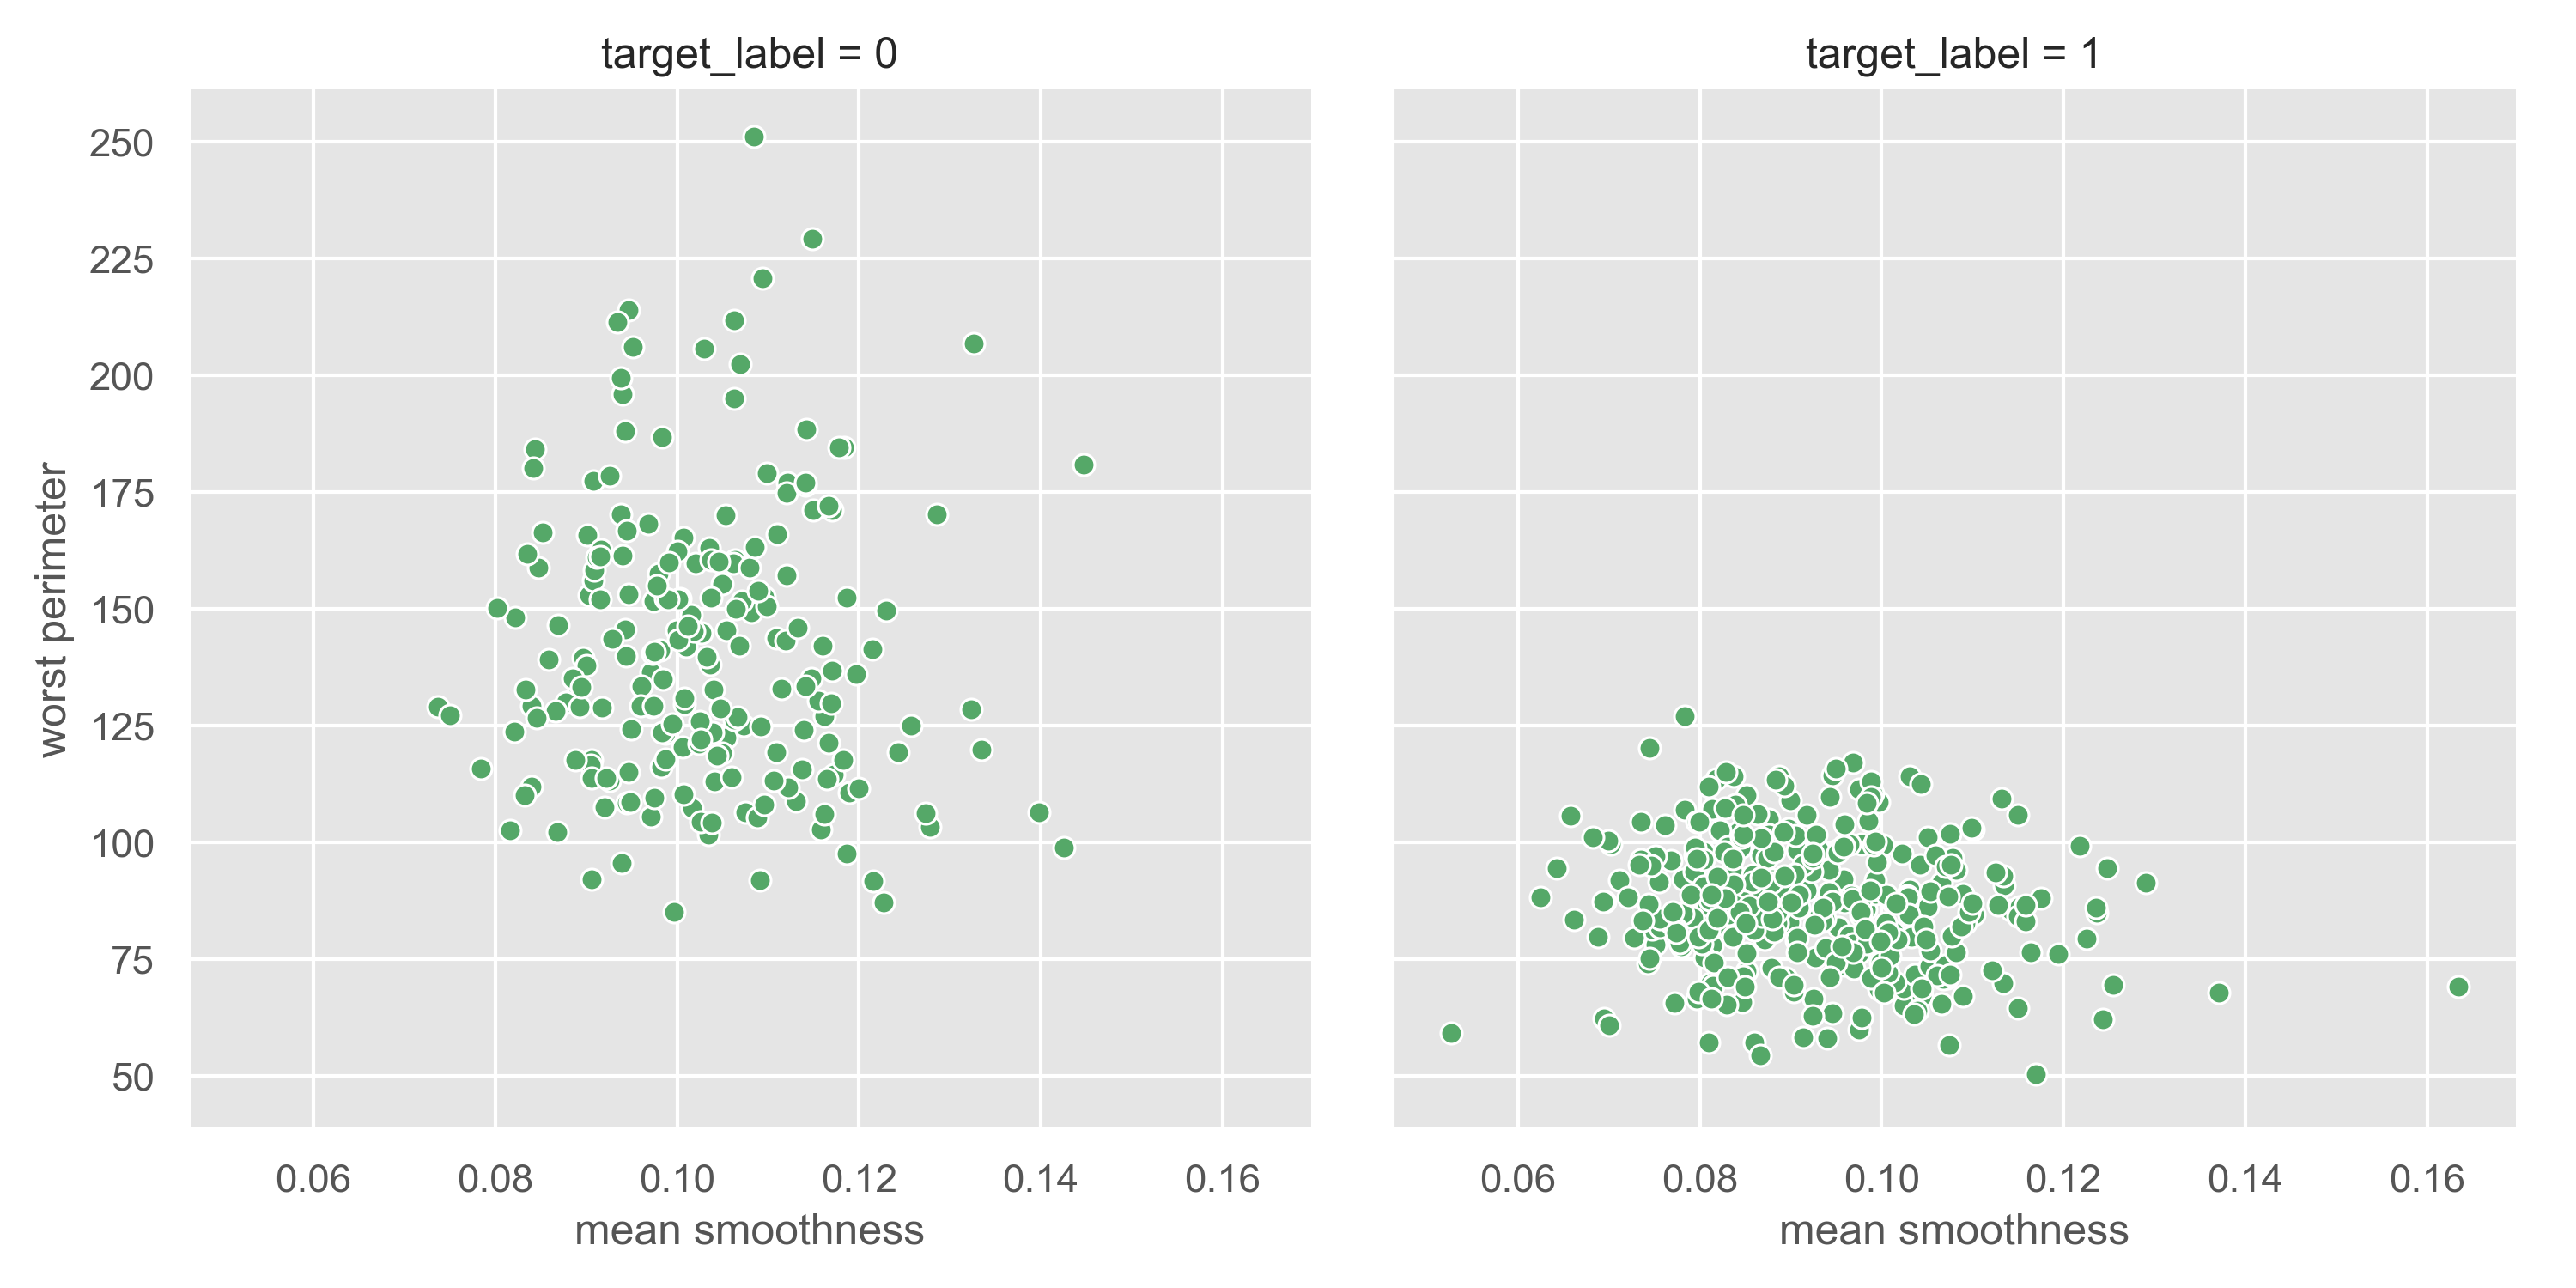 target_label = 0
target_label = 1
250
225
200
175
150
125
100
75
50
worst perimeter
0.06 0.08 0.10 0.12 0.14 0.16
0.06 0.08 0.10 0.12 0.14 0.16
mean smoothness
mean smoothness